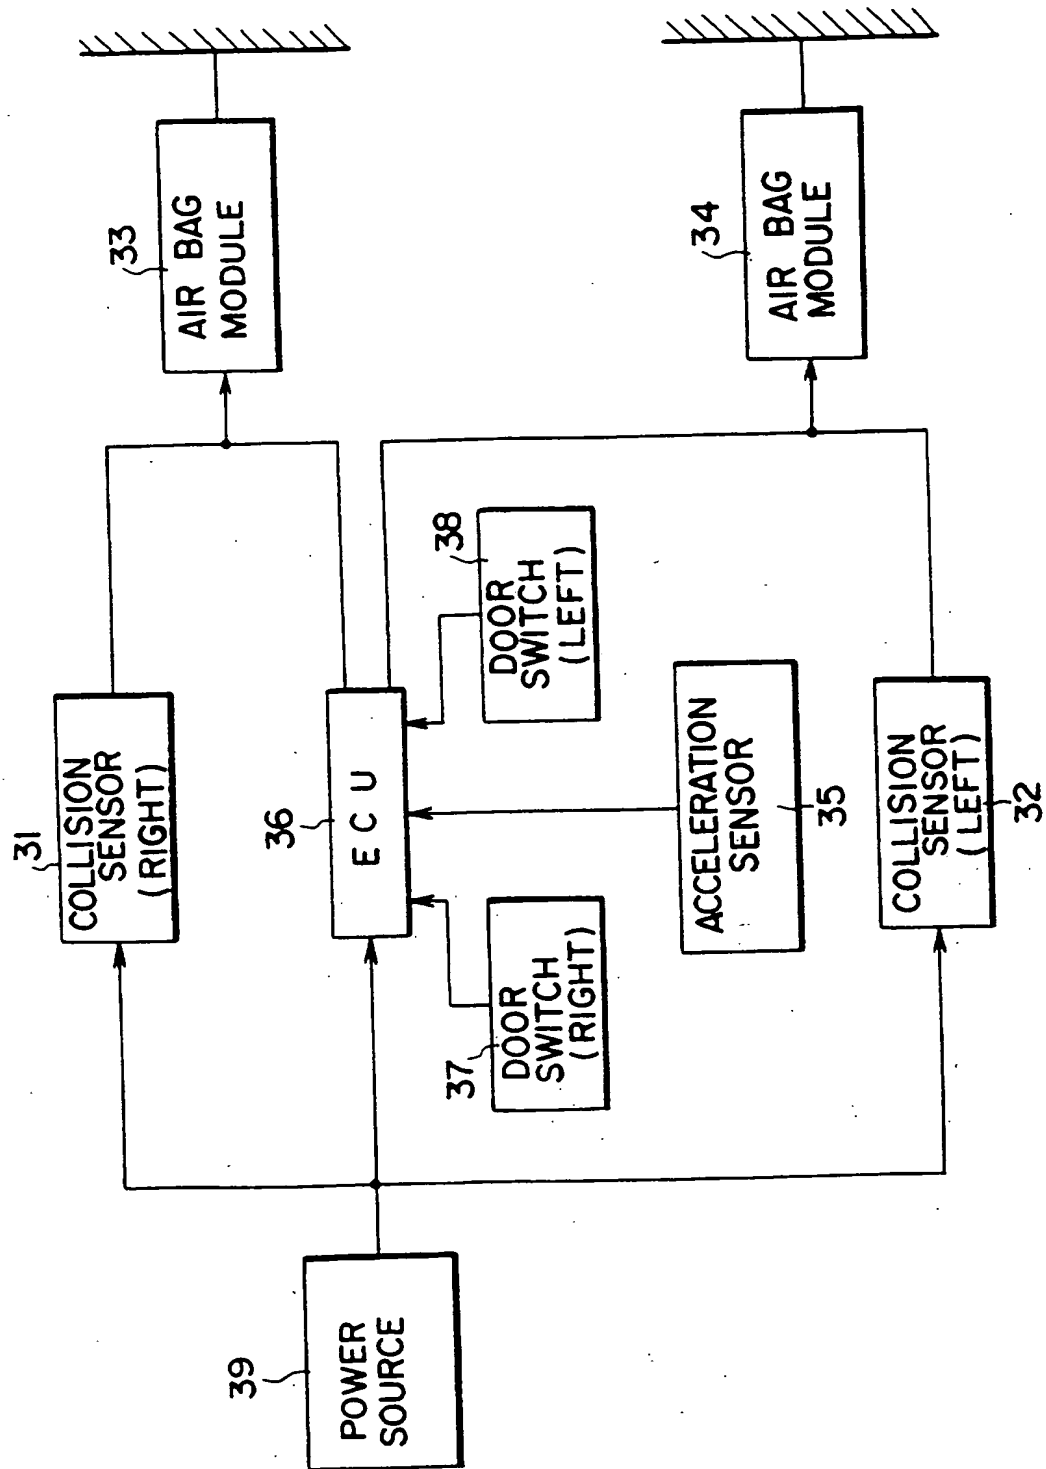 39
POWER
SOURCE
31
COLLISION
SENSOR
(RIGHT)
36
E C U
37
DOOR
SWITCH
(RIGHT)
38
DOOR
SWITCH
(LEFT)
ACCELERATION
SENSOR
35
COLLISION
SENSOR
(LEFT)
32
33
AIR BAG
MODULE
34
AIR BAG
MODULE